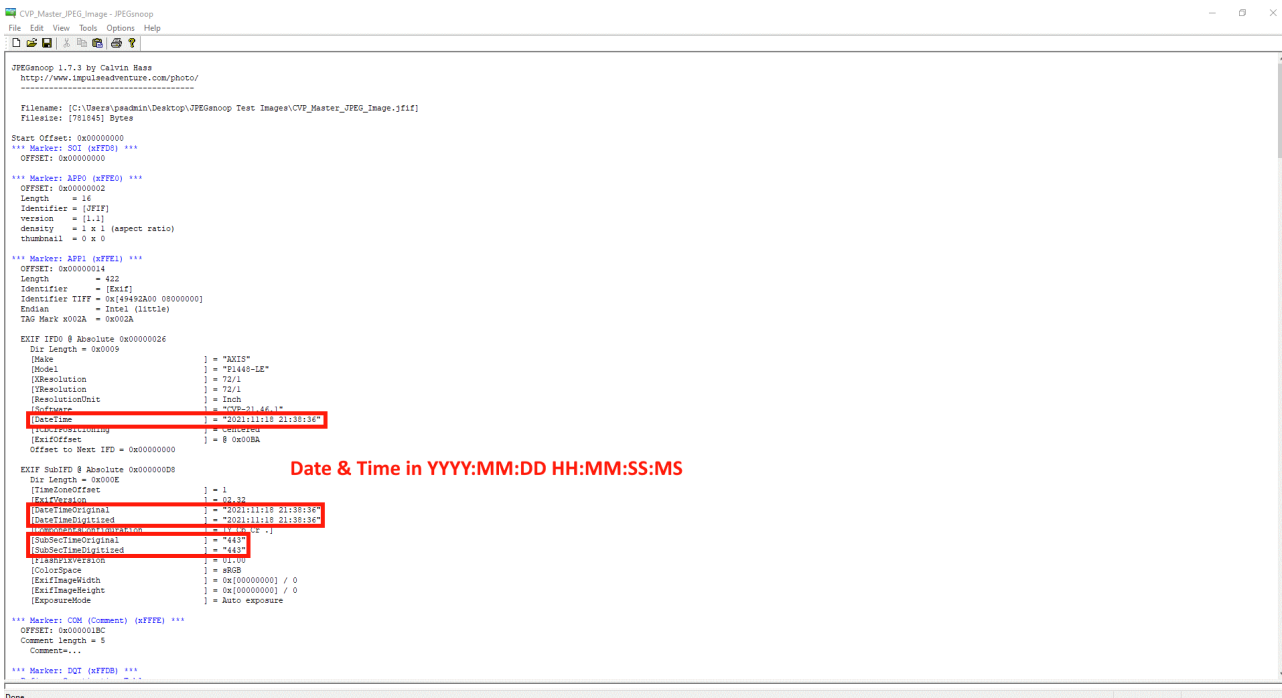 CVP_Master_JPEG_Image - JPEGsnoop
File Edit View Tools Options Help
JPEGsnoop 1.7.3 by Calvin Hass
http://www.impulseadventure.com/photo/
-------------------------------------
Filename: [C:\Users\psadmin\Desktop\JPEGsnoop Test Images\CVP_Master_JPEG_Image.jfif]
Filesize: [781845] Bytes
Start Offset: 0x00000000
*** Marker: SOI (xFFD8) ***
OFFSET: 0x00000000
*** Marker: APP0 (xFFE0) ***
OFFSET: 0x00000002
Length = 16
Identifier = [JFIF]
version = [1.1]
density = 1 x 1 (aspect ratio)
thumbnail = 0 x 0
*** Marker: APP1 (xFFE1) ***
OFFSET: 0x00000014
Length = 422
Identifier = [Exif]
Identifier TIFF = 0x[49492A00 08000000]
Endian = Intel (little)
TAG Mark x002A = 0x002A
EXIF IFD0 @ Absolute 0x00000026
Dir Length = 0x0009
[Make ] = "AXIS"
[Model ] = "P1448-LE"
[XResolution ] = 72/1
[YResolution ] = 72/1
[ResolutionUnit ] = Inch
[Software ] = "CVP-21.46.1"
[DateTime ] = "2021:11:18 21:38:36"
[YCbCrPositioning ] = Centered
[ExifOffset ] = @ 0x00BA
Offset to Next IFD = 0x00000000
Date & Time in YYYY:MM:DD HH:MM:SS:MS
EXIF SubIFD @ Absolute 0x000000D8
Dir Length = 0x000E
[TimeZoneOffset ] = 1
[ExifVersion ] = 02.32
[DateTimeOriginal ] = "2021:11:18 21:38:36"
[DateTimeDigitized ] = "2021:11:18 21:38:36"
[ComponentsConfiguration ] = [Y Cb Cr .]
[SubSecTimeOriginal ] = "443"
[SubSecTimeDigitized ] = "443"
[FlashPixVersion ] = 01.00
[ColorSpace ] = sRGB
[ExifImageWidth ] = 0x[00000000] / 0
[ExifImageHeight ] = 0x[00000000] / 0
[ExposureMode ] = Auto exposure
*** Marker: COM (Comment) (xFFFE) ***
OFFSET: 0x000001BC
Comment length = 5
Comment=...
*** Marker: DQT (xFFDB) ***
Done